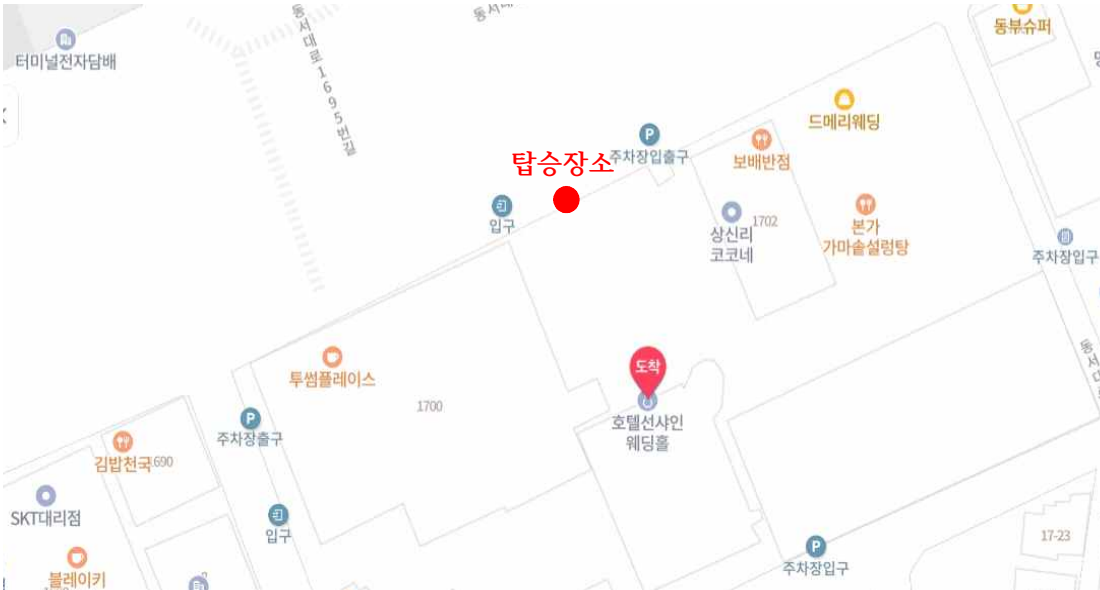 동서대로1695번길
동부슈퍼
터미널전자담배
드메리웨딩
탑승장소
주차장입출구
보배반점
입구
상신리
코코네
1702
본가
가마솥설렁탕
주차장입구
투썸플레이스
1700
도착
호텔선샤인
웨딩홀
주차장출구
김밥천국
690
SKT대리점
입구
불레이키
주차장입구
17-23